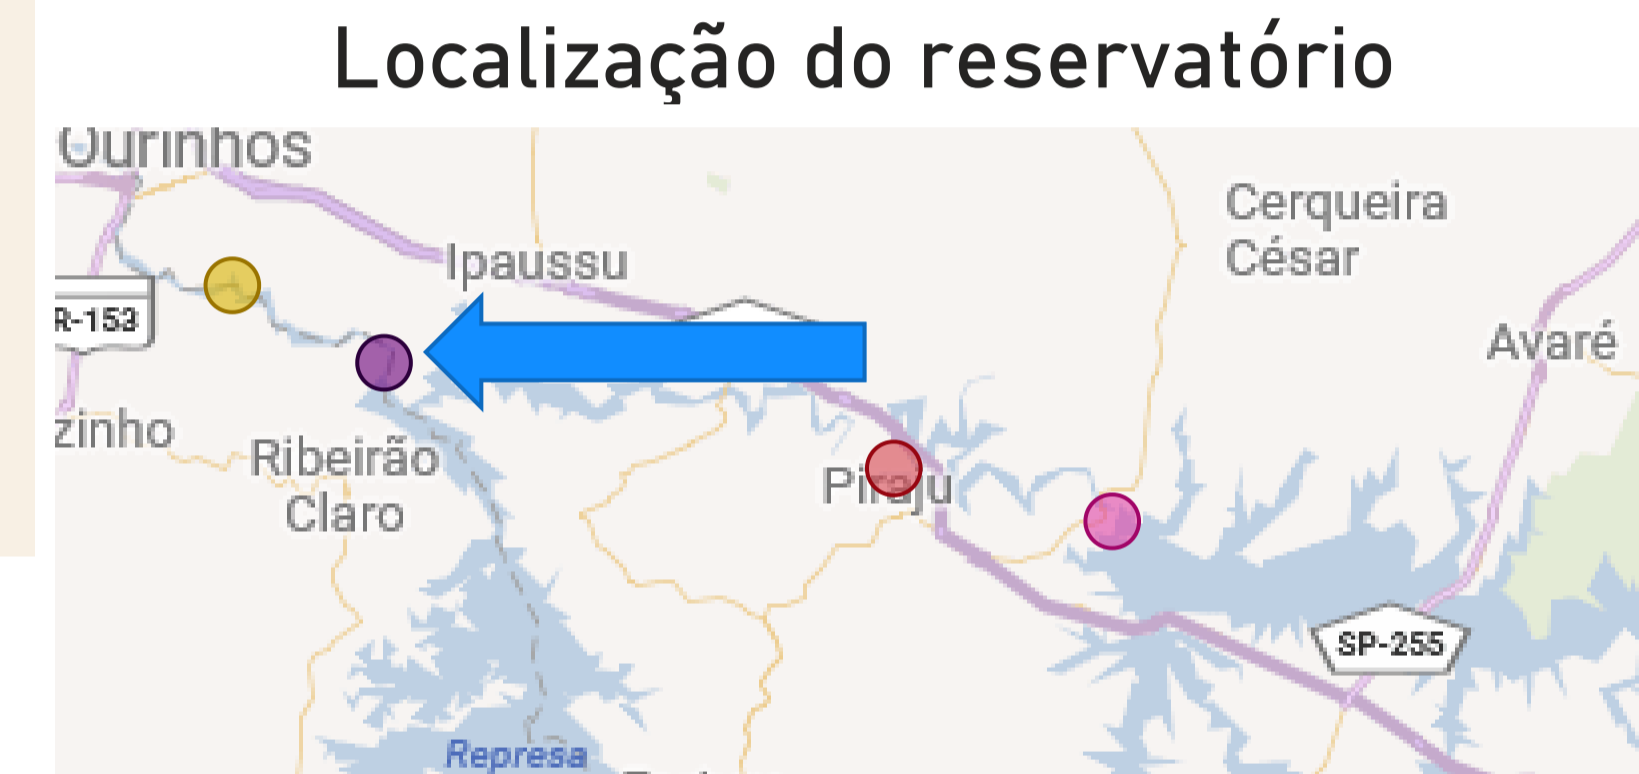 Localização do reservatório
Ourinhos
Cerqueira
César
Ipaussu
R-153
Avaré
zinho
Ribeirão
Claro
Piraju
SP-255
Represa